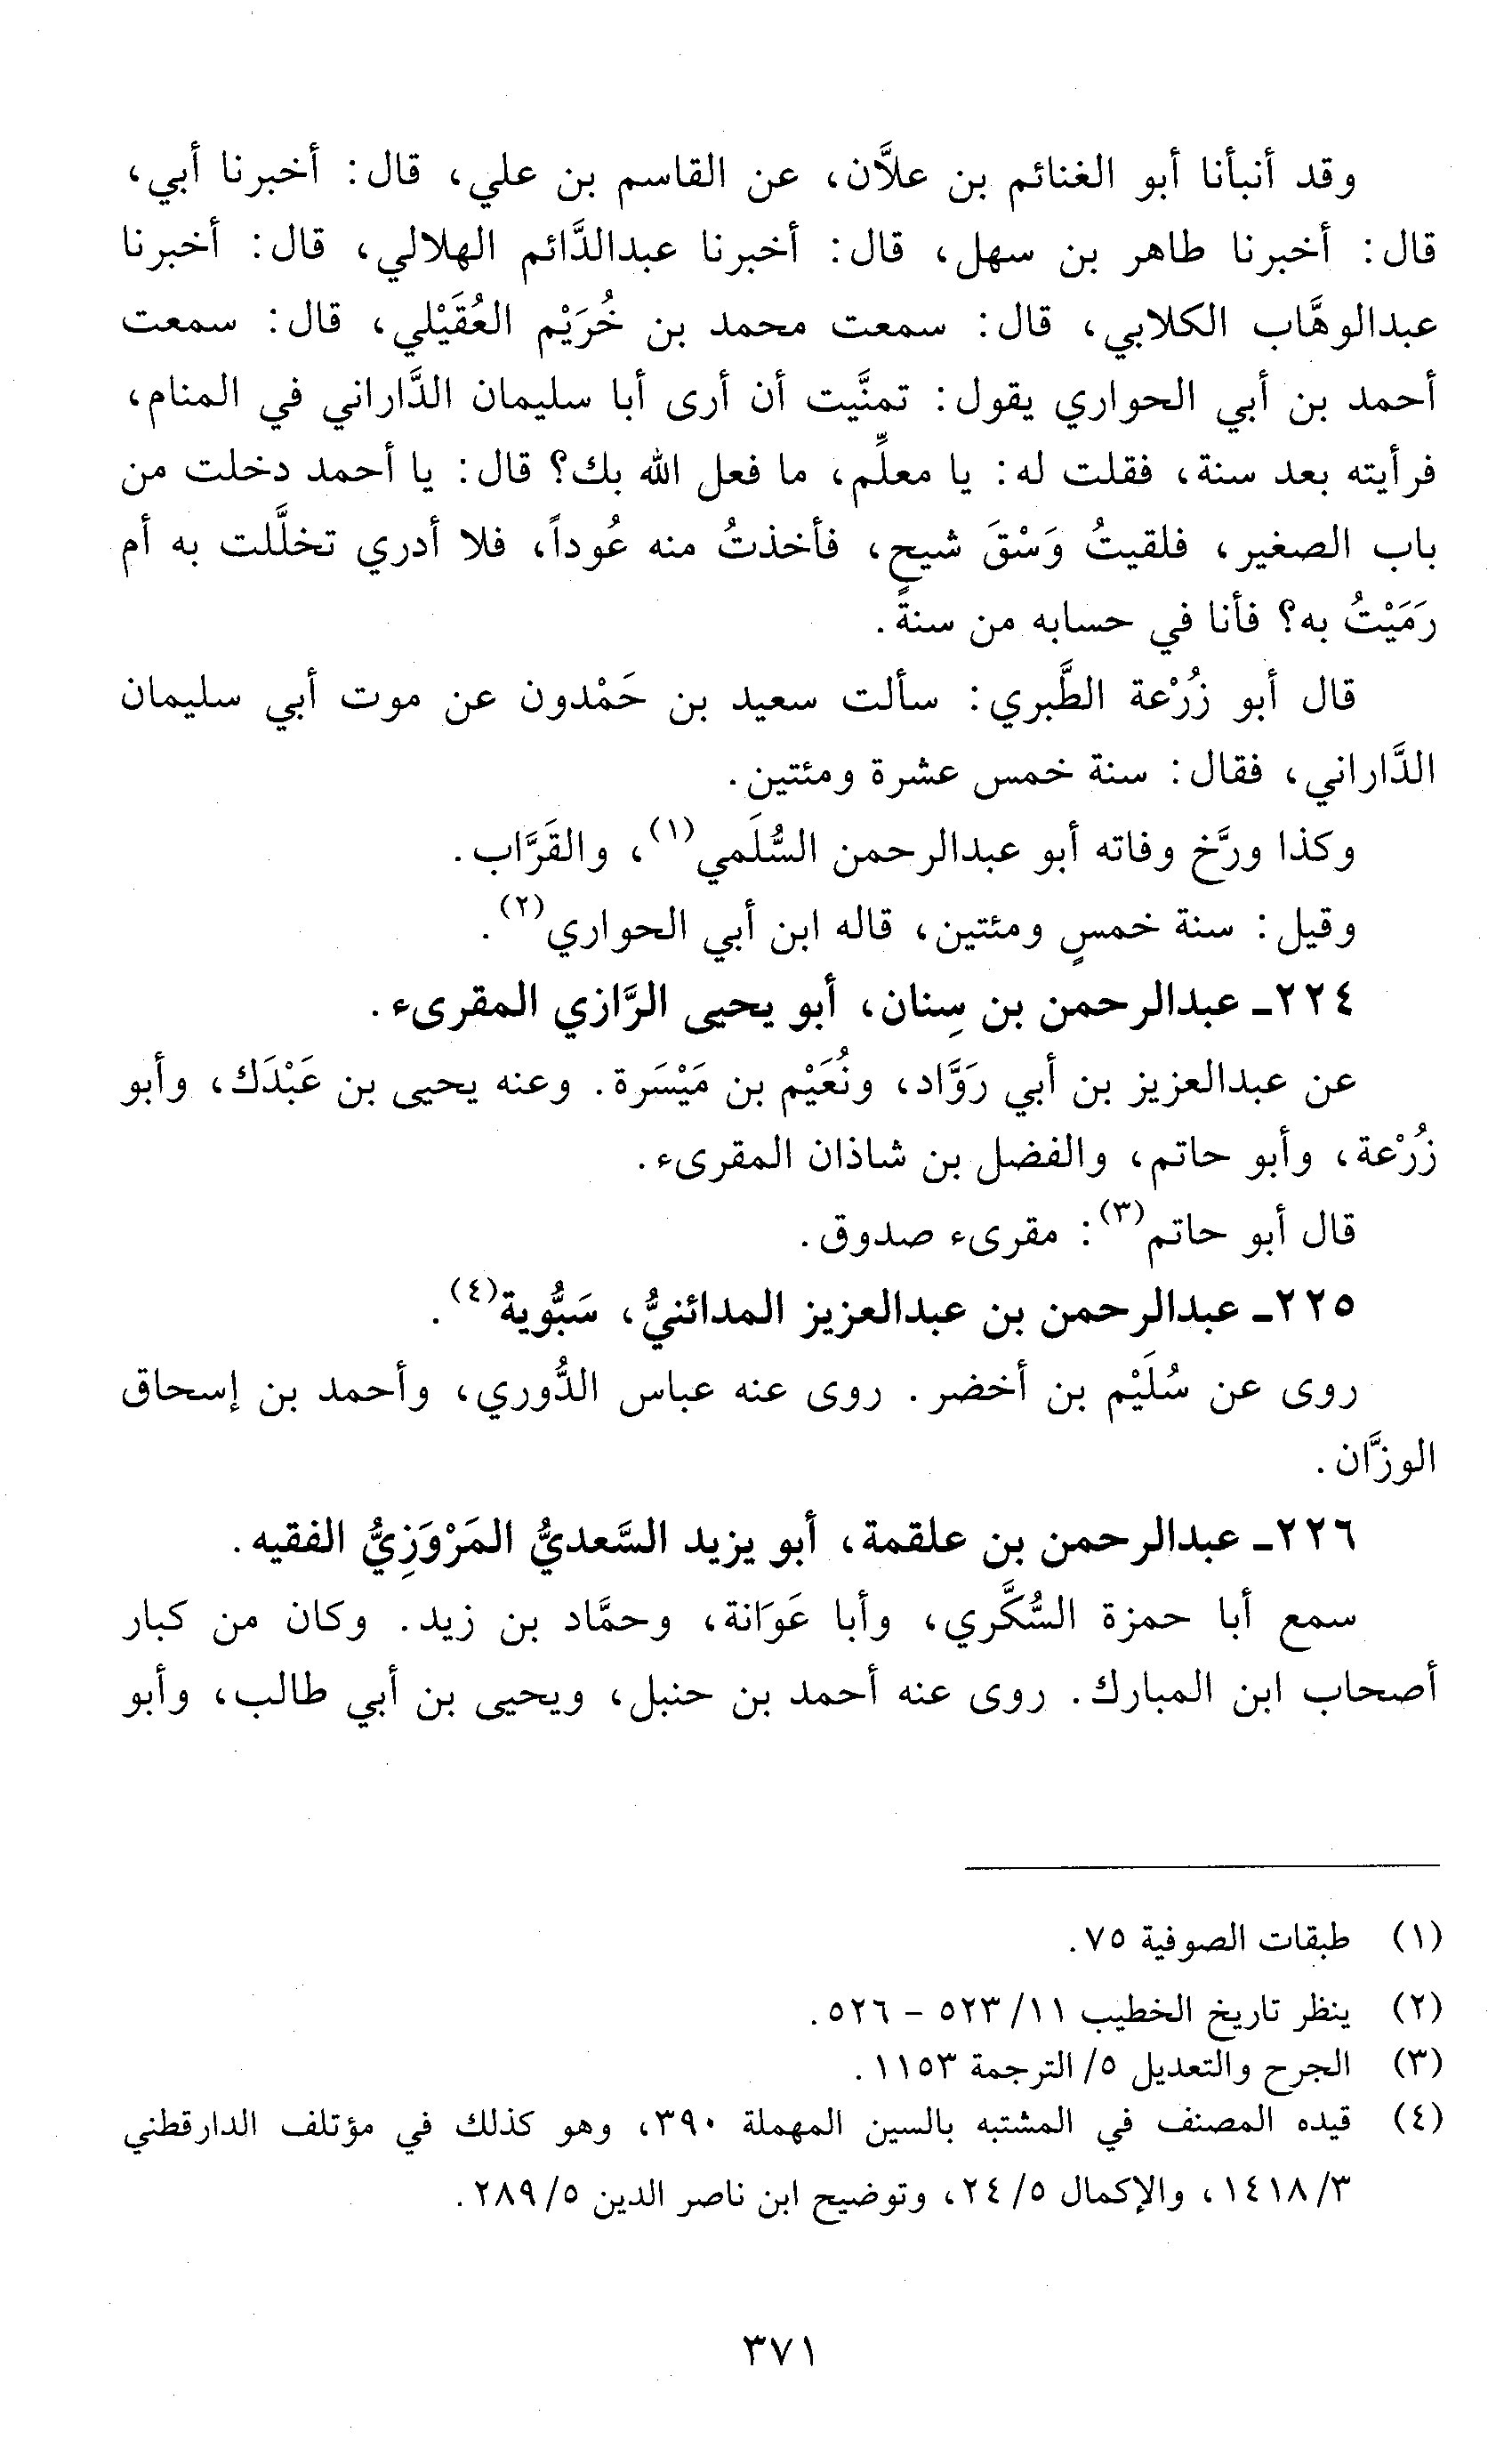 وقد أنبأنا أبو الغنائم بن علاَّن، عن القاسم بن علي، قال: أخبرنا أبي،
قال: أخبرنا طاهر بن سهل، قال: أخبرنا عبدالدَّائم الهلالي، قال: أخبرنا
عبدالوهَّاب الكلابي، قال: سمعت محمد بن خُرَيْم العُقَيْلي، قال: سمعت
أحمد بن أبي الحواري يقول: تمنَّيت أن أرى أبا سليمان الدَّاراني في المنام،
فرأيته بعد سنة، فقلت له: يا معلِّم، ما فعل الله بك؟ قال: يا أحمد دخلت من
باب الصغير، فلقيتُ وَسْقَ شيحٍ، فأخذتُ منه عُوداً، فلا أدري تخلَّلت به أم
رَمَيْتُ به؟ فأنا في حسابه من سنةً.
قال أبو زُرْعة الطَّبري: سألت سعيد بن حَمْدون عن موت أبي سليمان
الدَّاراني، فقال: سنة خمس عشرة ومئتين.
وكذا ورَّخ وفاته أبو عبدالرحمن السُّلَمي(١)، والقَرَّاب.
وقيل: سنة خمسٍ ومئتين، قاله ابن أبي الحواري(٢).
٢٢٤ـ عبدالرحمن بن سِنان، أبو يحيى الرَّازي المقرىء.
عن عبدالعزيز بن أبي رَوَّاد، ونُعَيْم بن مَيْسَرة. وعنه يحيى بن عَبْدَك، وأبو
زُرْعة، وأبو حاتم، والفضل بن شاذان المقرىء.
قال أبو حاتم(٣): مقرىء صدوق.
٢٢٥ـ عبدالرحمن بن عبدالعزيز المدائنيُّ، سَبُّوية(٤).
روى عن سُلَيْم بن أخضر. روى عنه عباس الدُّوري، وأحمد بن إسحاق
الوزَّان.
٢٢٦ـ عبدالرحمن بن علقمة، أبو يزيد السَّعديُّ المَرْوَزِيُّ الفقيه.
سمع أبا حمزة السُّكَّري، وأبا عَوَانة، وحمَّاد بن زيد. وكان من كبار
أصحاب ابن المبارك. روى عنه أحمد بن حنبل، ويحيى بن أبي طالب، وأبو
(١) طبقات الصوفية ٧٥.
(٢) ينظر تاريخ الخطيب ١١/ ٥٢٣ – ٥٢٦.
(٣) الجرح والتعديل ٥/ الترجمة ١١٥٣.
(٤) قيده المصنف في المشتبه بالسين المهملة ٣٩٠، وهو كذلك في مؤتلف الدارقطني
٣/ ١٤١٨، والإكمال ٥/ ٢٤، وتوضيح ابن ناصر الدين ٥/ ٢٨٩.
٣٧١